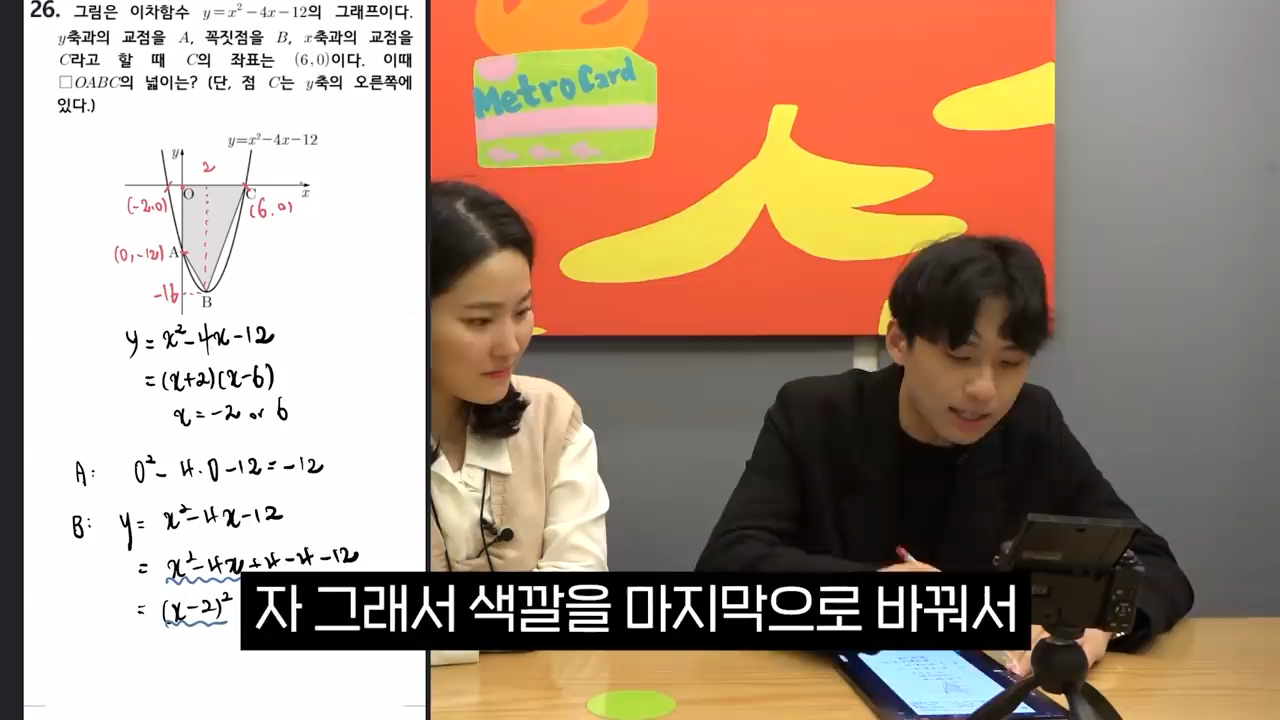 26. 그림은 이차함수 y=x²-4x-12의 그래프이다.
y축과의 교점을 A, 꼭짓점을 B, x축과의 교점을
C라고 할 때 C의 좌표는 (6,0)이다. 이때
□OABC의 넓이는? (단, 점 C는 y축의 오른쪽에
있다.)
y=x²-4x-12
y
2
O
C
x
(-2,0)
(6,0)
(0,-12)
A
-16
B
y=x²-4x-12
=(x+2)(x-6)
x=-2 or 6
A: 0²-4·0-12=-12
B: y=x²-4x-12
=x²-4x+4-4-12
=(x-2)²
MetroCard
자 그래서 색깔을 마지막으로 바꿔서